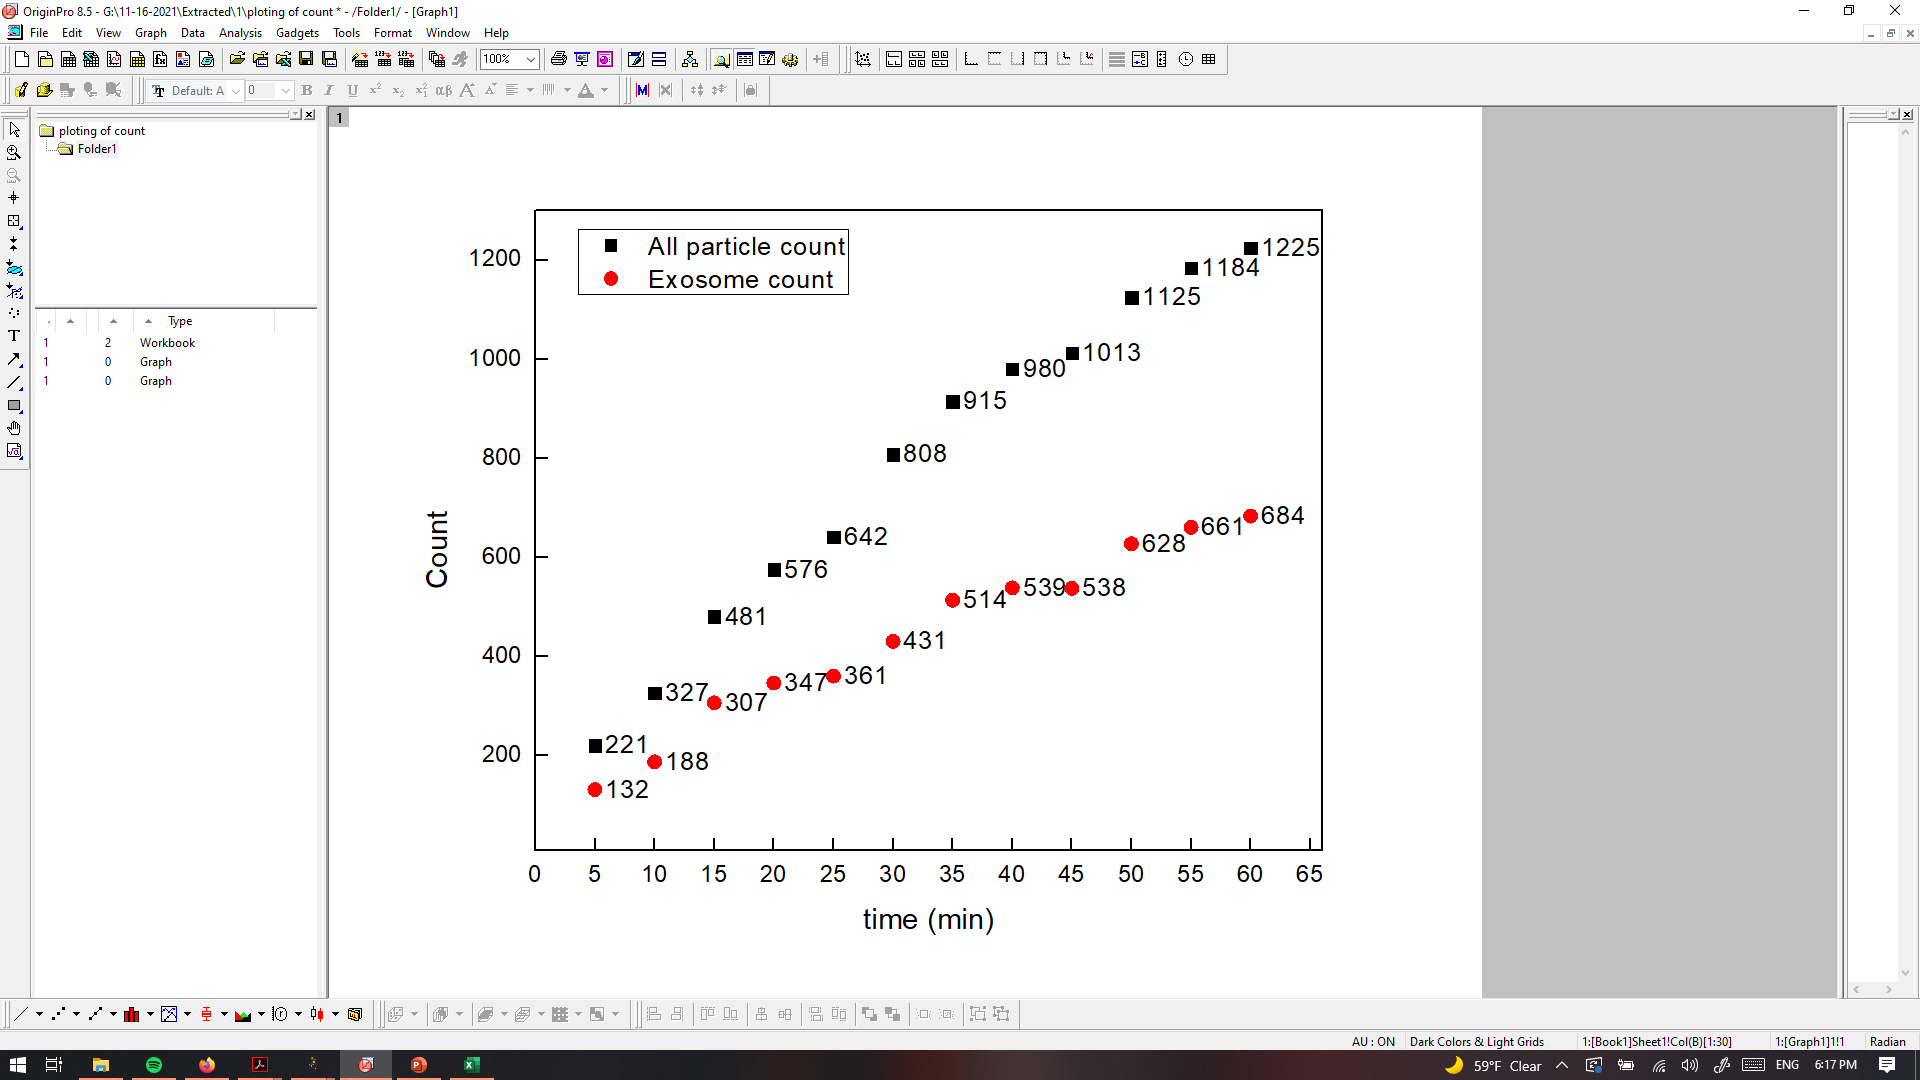 OriginPro 8.5 - G:\11-16-2021\Extracted\1\ploting of count * - /Folder1/ - [Graph1]
File Edit View Graph Data Analysis Gadgets Tools Format Window Help
100%
Default: A 0 B I U
ploting of count
Folder1
Type
1 2 Workbook
1 0 Graph
1 0 Graph
1
All particle count
Exosome count
1200
1000
800
600
400
200
Count
1225
1184
1125
1013
980
915
808
642
576
481
327
221
684
661
628
538
539
514
431
361
347
307
188
132
0 5 10 15 20 25 30 35 40 45 50 55 60 65
time (min)
AU : ON Dark Colors & Light Grids 1:[Book1]Sheet1!Col(B)[1:30] 1:[Graph1]1!1 Radian
59°F Clear ENG 6:17 PM